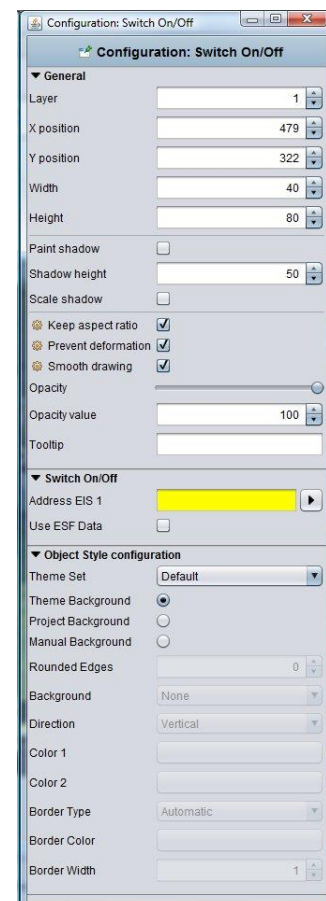 Configuration: Switch On/Off
Configuration: Switch On/Off
General
Layer 1
X position 479
Y position 322
Width 40
Height 80
Paint shadow
Shadow height 50
Scale shadow
Keep aspect ratio
Prevent deformation
Smooth drawing
Opacity
Opacity value 100
Tooltip
Switch On/Off
Address EIS 1
Use ESF Data
Object Style configuration
Theme Set Default
Theme Background
Project Background
Manual Background
Rounded Edges 0
Background None
Direction Vertical
Color 1
Color 2
Border Type Automatic
Border Color
Border Width 1